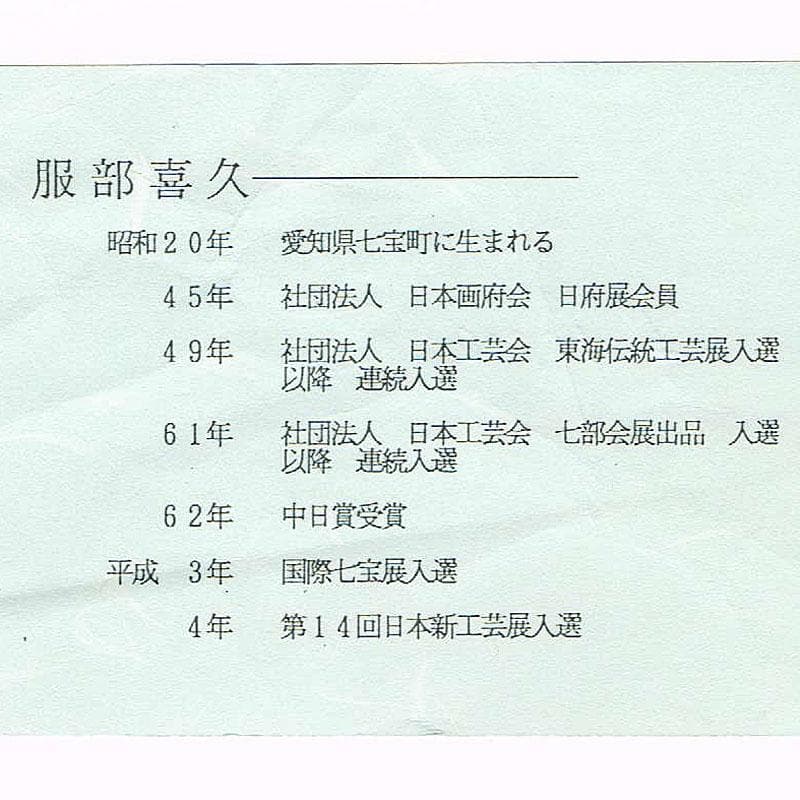 服部喜久
昭和２０年　愛知県七宝町に生まれる
４５年　社団法人　日本画府会　日府展会員
４９年　社団法人　日本工芸会　東海伝統工芸展入選
以降　連続入選
６１年　社団法人　日本工芸会　七部会展出品　入選
以降　連続入選
６２年　中日賞受賞
平成　３年　国際七宝展入選
４年　第１４回日本新工芸展入選